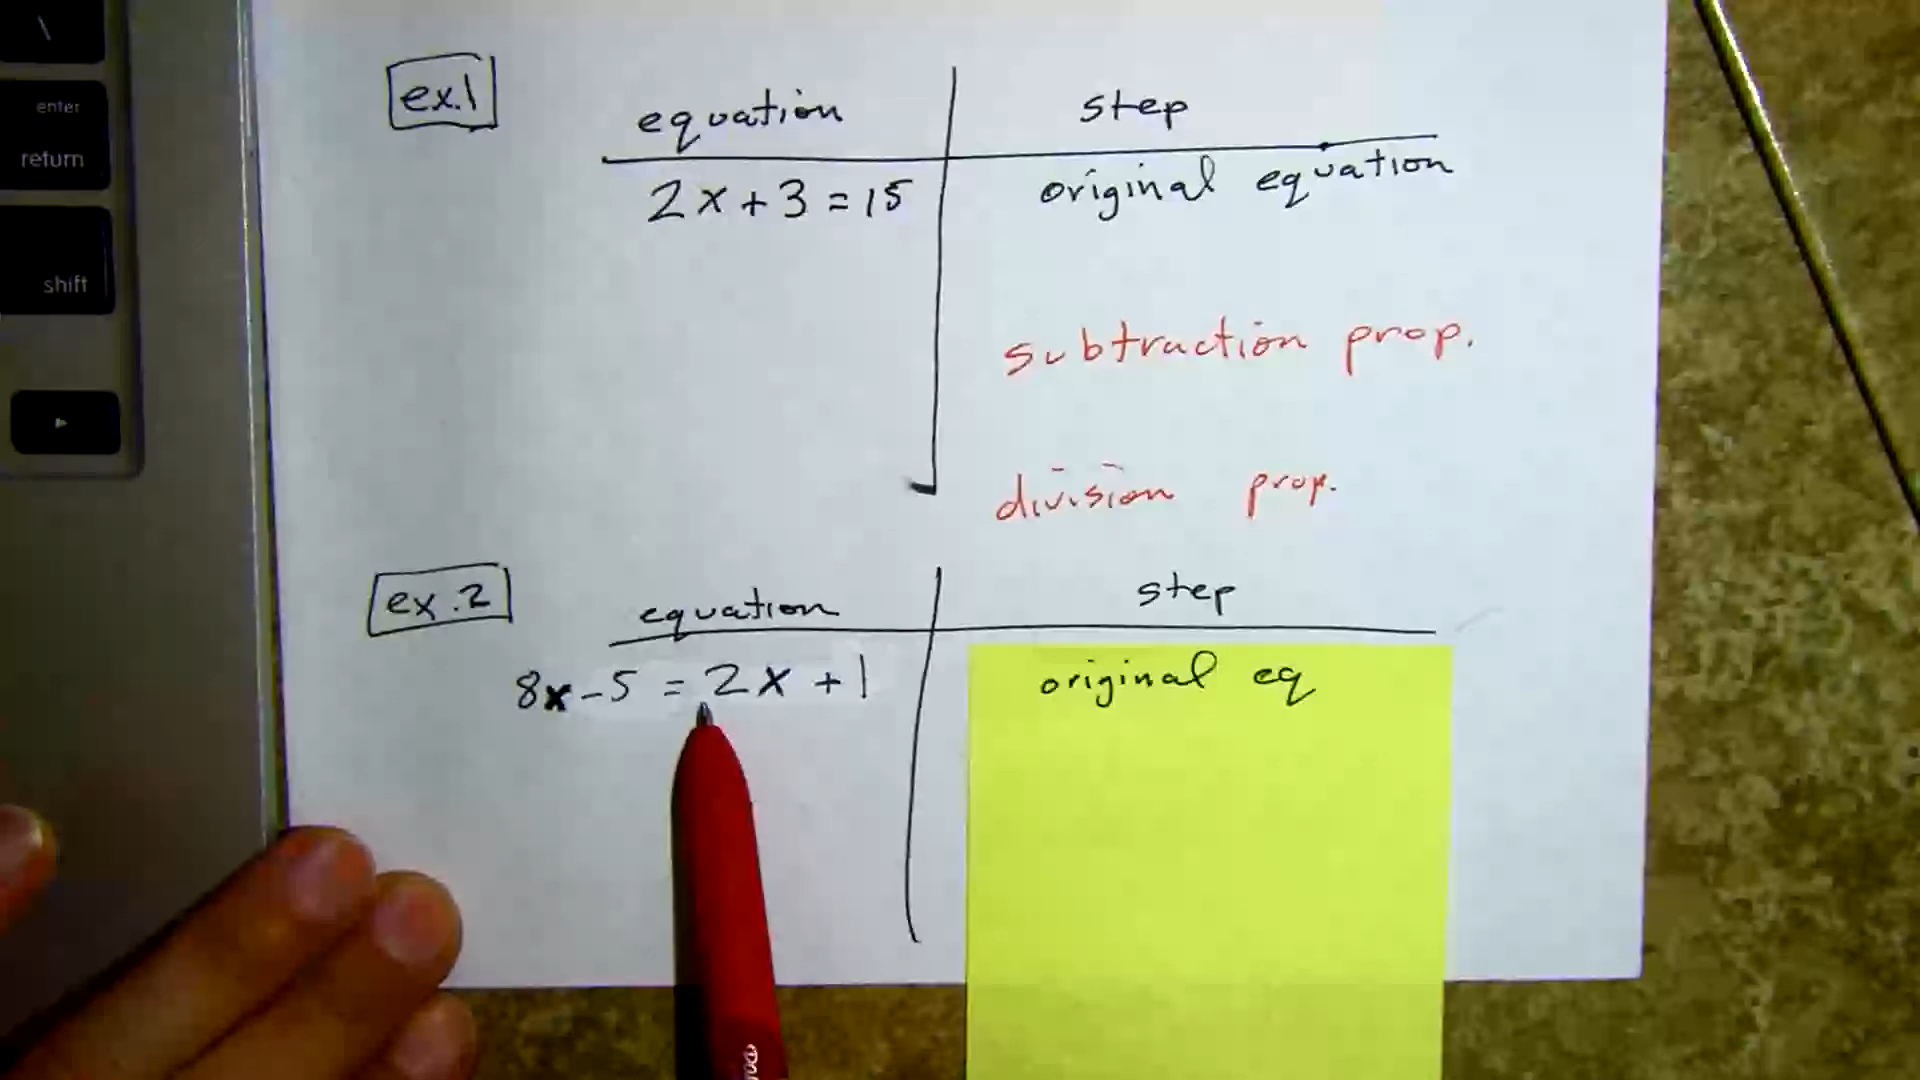 \
enter
return
shift
ex.1
equation step
2x+3=15 original equation
subtraction prop.
division prop.
ex.2
equation step
8x-5=2x+1 original eq